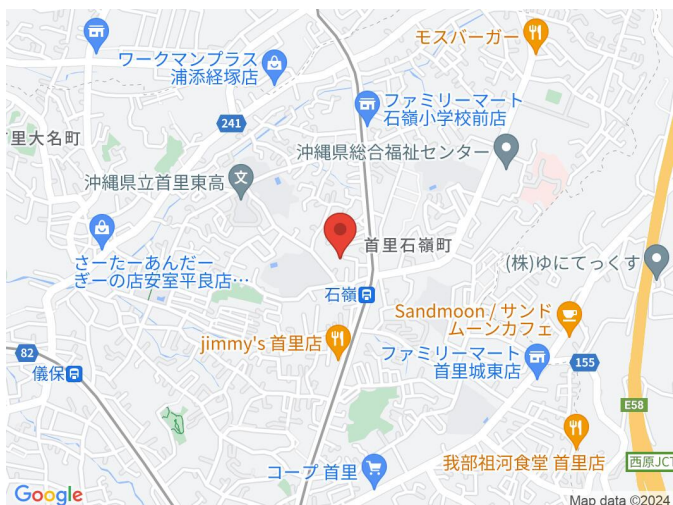 モスバーガー
ワークマンプラス
浦添経塚店
ファミリーマート
石嶺小学校前店
241
里大名町
沖縄県総合福祉センター
沖縄県立首里東高
文
首里石嶺町
さーたーあんだー
ぎーの店安室平良店…
(株)ゆにてっくす
石嶺
Sandmoon / サンド
ムーンカフェ
jimmy's 首里店
82
儀保
ファミリーマート
首里城東店
155
E58
コープ 首里
我部祖河食堂 首里店
西原JCT
Google
Map data ©2024